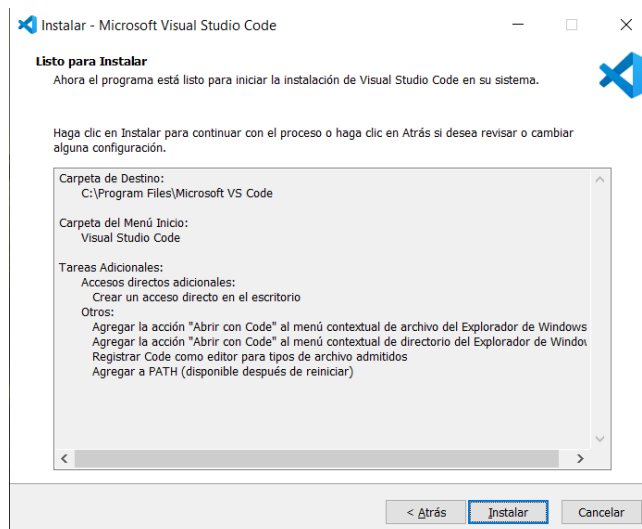 Instalar - Microsoft Visual Studio Code
Listo para Instalar
Ahora el programa está listo para iniciar la instalación de Visual Studio Code en su sistema.
Haga clic en Instalar para continuar con el proceso o haga clic en Atrás si desea revisar o cambiar
alguna configuración.
Carpeta de Destino:
C:\Program Files\Microsoft VS Code
Carpeta del Menú Inicio:
Visual Studio Code
Tareas Adicionales:
Accesos directos adicionales:
Crear un acceso directo en el escritorio
Otros:
Agregar la acción "Abrir con Code" al menú contextual de archivo del Explorador de Windows
Agregar la acción "Abrir con Code" al menú contextual de directorio del Explorador de Window
Registrar Code como editor para tipos de archivo admitidos
Agregar a PATH (disponible después de reiniciar)
< Atrás Instalar Cancelar